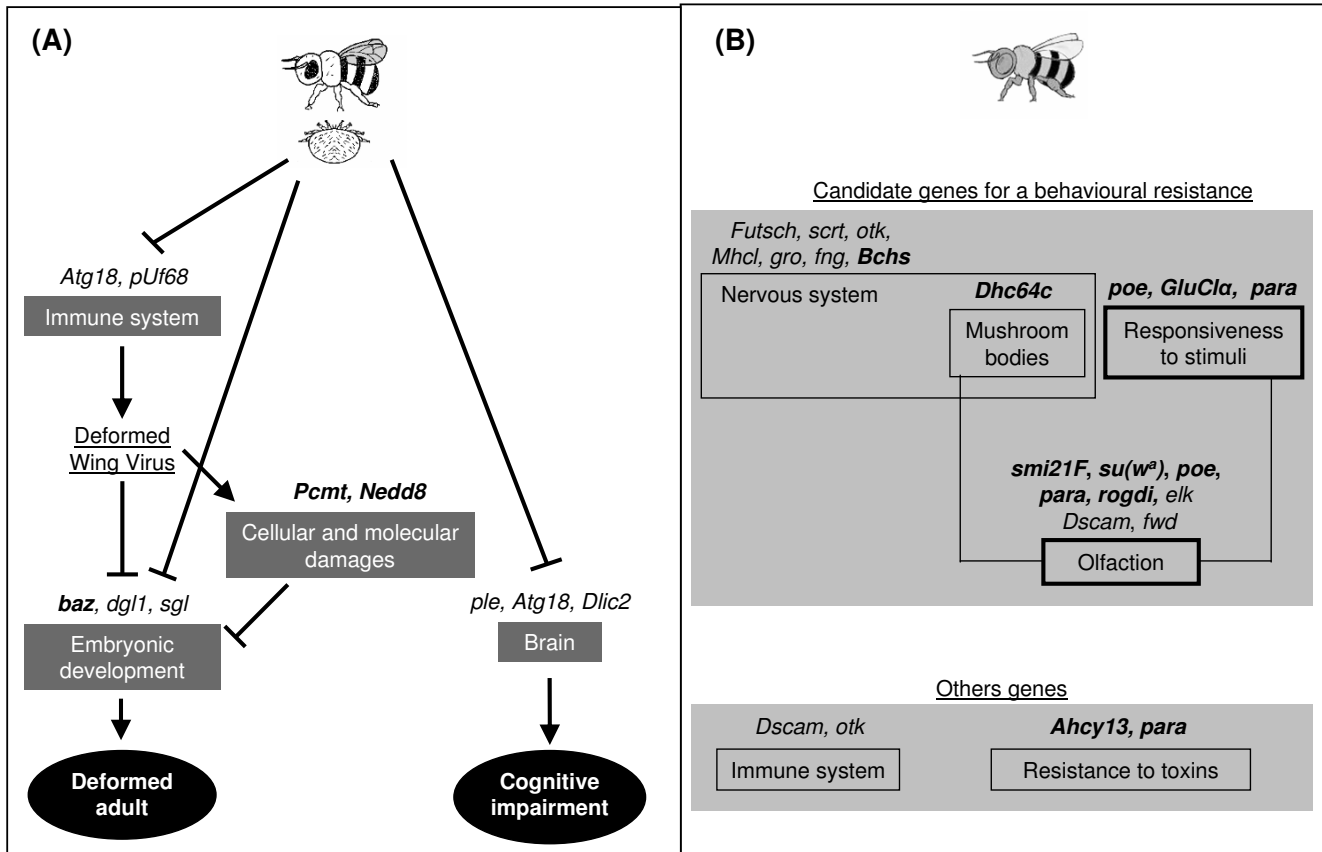 (A)
Atg18, pUf68
Immune system
Deformed
Wing Virus
Pcmt, Nedd8
Cellular and molecular
damages
baz, dgl1, sgl
Embryonic
development
ple, Atg18, Dlic2
Brain
Deformed
adult
Cognitive
impairment
(B)
Candidate genes for a behavioural resistance
Futsch, scrt, otk,
Mhcl, gro, fng, Bchs
Nervous system
Dhc64c
Mushroom
bodies
poe, GluClα, para
Responsiveness
to stimuli
smi21F, su(wᵃ), poe,
para, rogdi, elk
Dscam, fwd
Olfaction
Others genes
Dscam, otk
Immune system
Ahcy13, para
Resistance to toxins